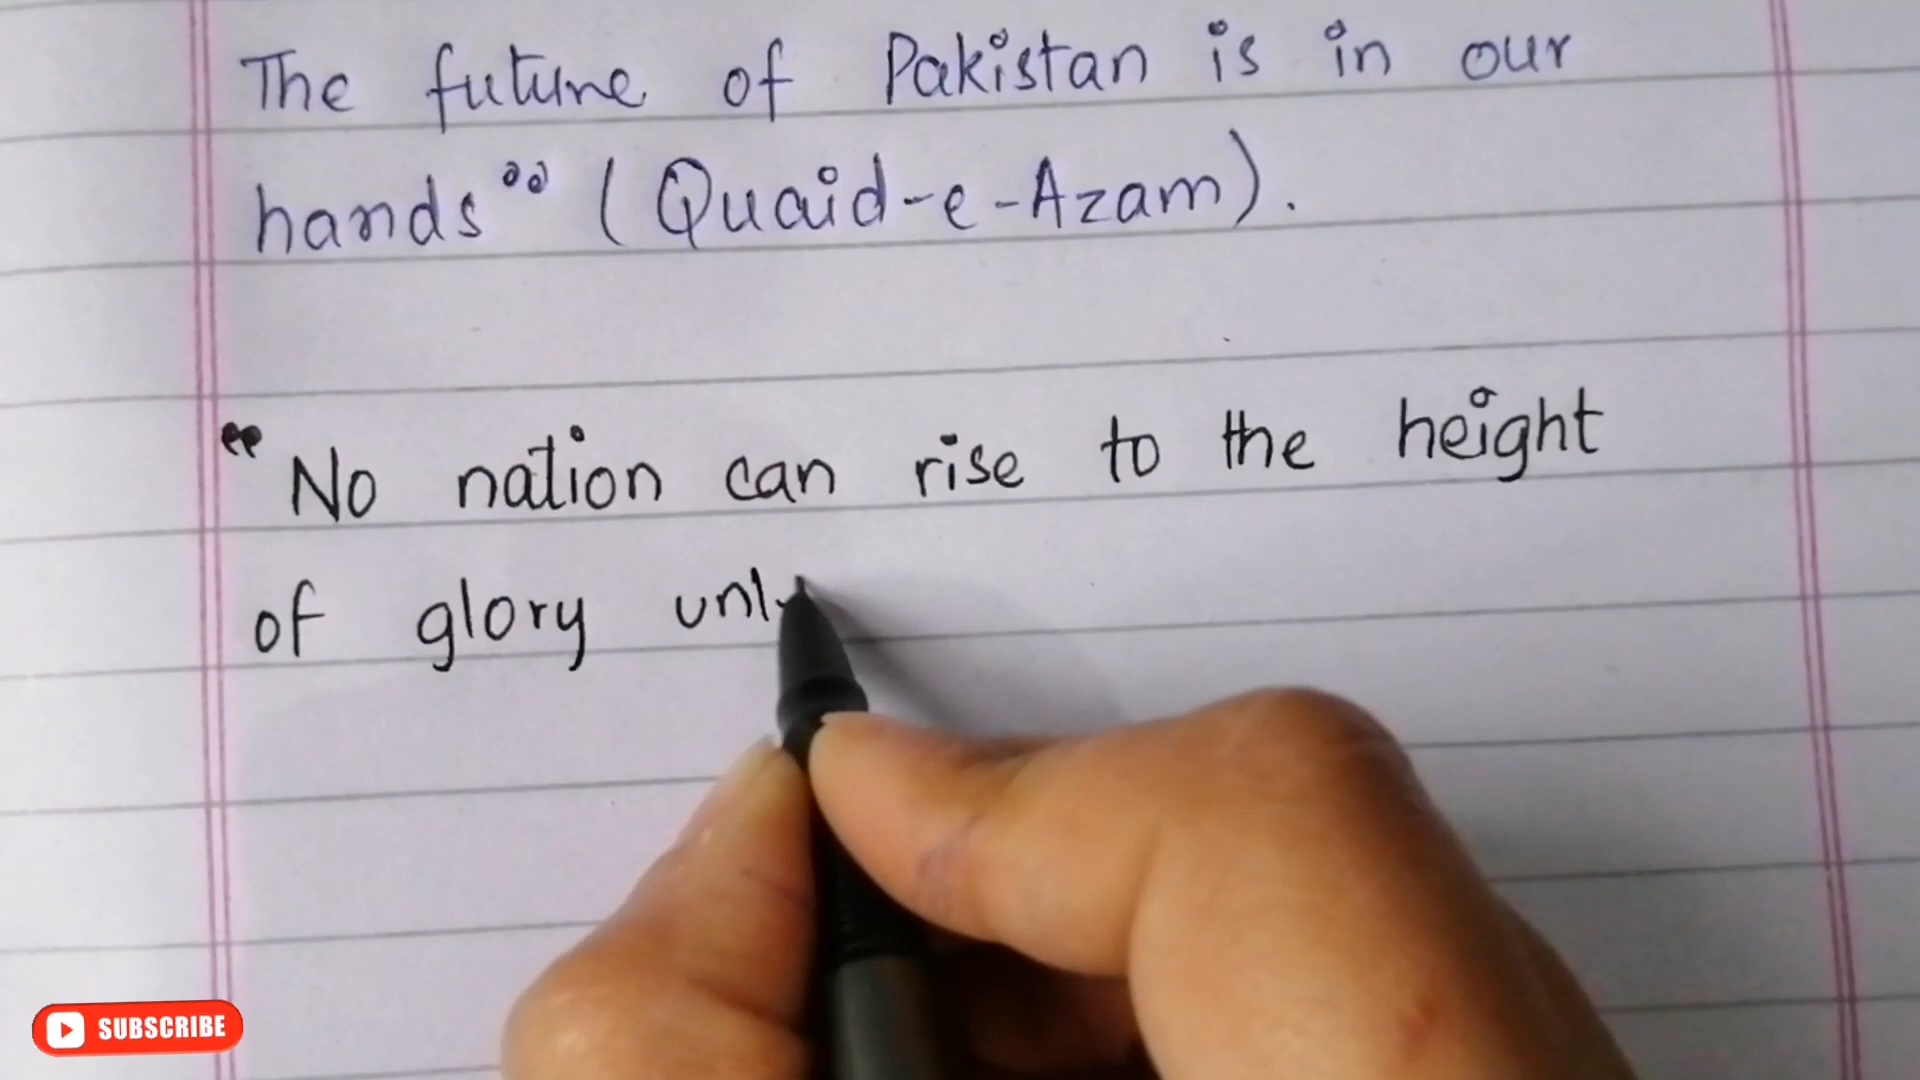 The future of Pakistan is in our
hands" (Quaid-e-Azam).
"No nation can rise to the height
of glory unl
SUBSCRIBE